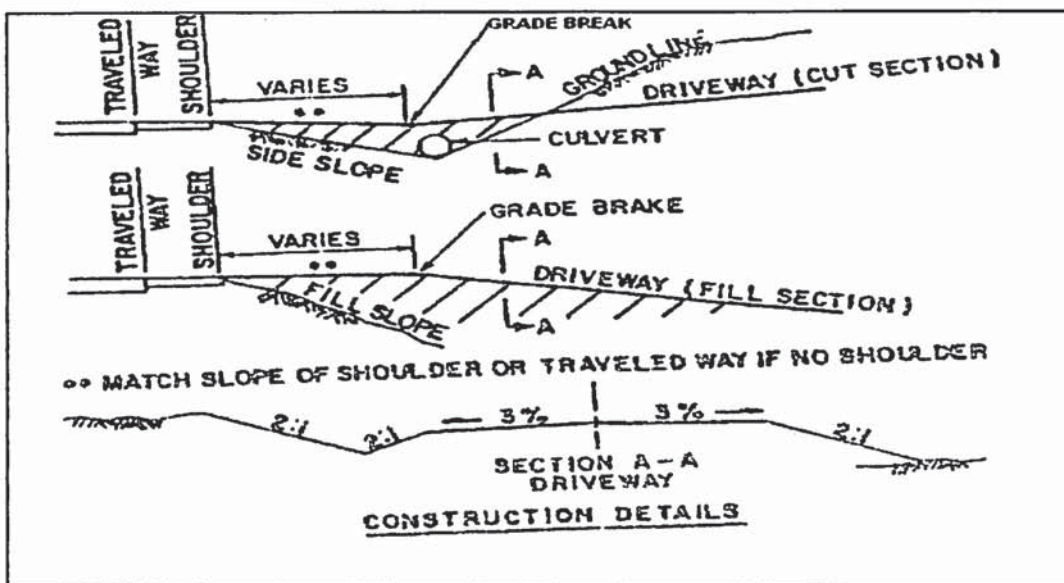 GRADE BREAK
TRAVELED WAY
SHOULDER
VARIES
••
A
GROUND LINE
DRIVEWAY (CUT SECTION)
CULVERT
SIDE SLOPE
A
TRAVELED WAY
SHOULDER
GRADE BRAKE
VARIES
••
A
DRIVEWAY (FILL SECTION)
FILL SLOPE
A
•• MATCH SLOPE OF SHOULDER OR TRAVELED WAY IF NO SHOULDER
2:1 2:1 3% 3% 2:1
SECTION A-A
DRIVEWAY
CONSTRUCTION DETAILS